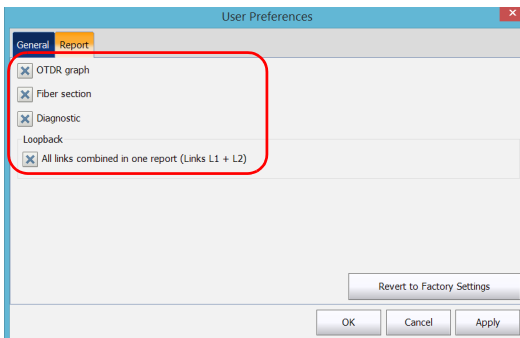 User Preferences
General Report
OTDR graph
Fiber section
Diagnostic
Loopback
All links combined in one report (Links L1 + L2)
Revert to Factory Settings
OK Cancel Apply